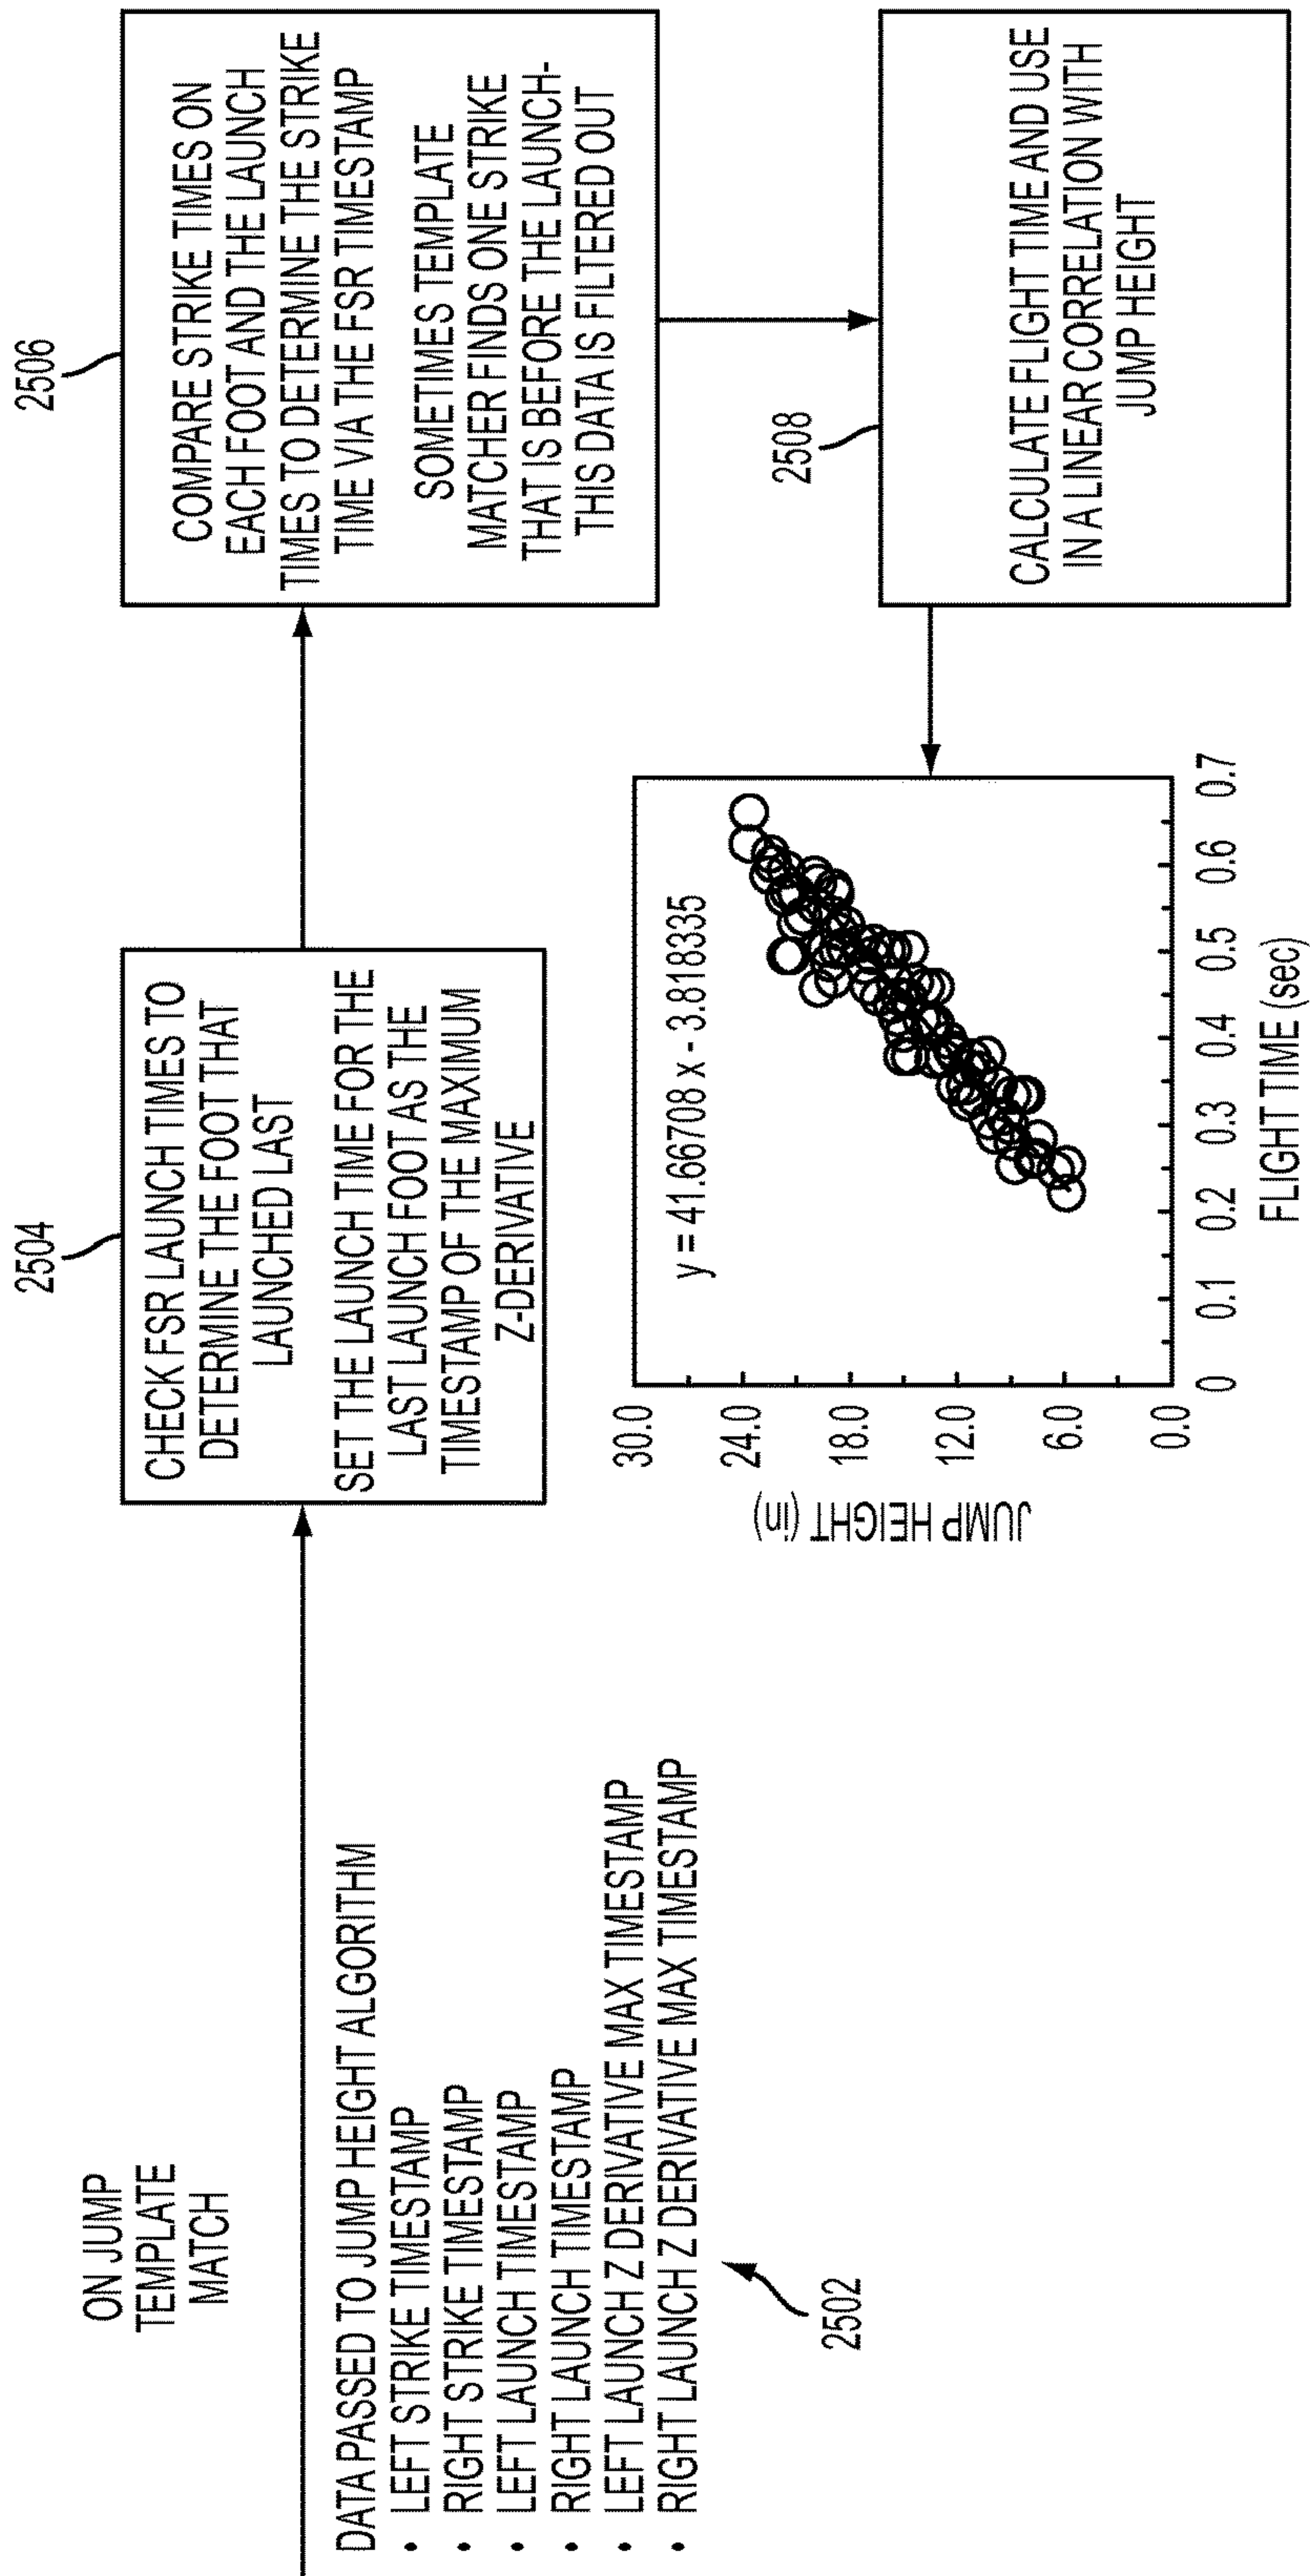 ON JUMP
TEMPLATE
MATCH
DATA PASSED TO JUMP HEIGHT ALGORITHM
• LEFT STRIKE TIMESTAMP
• RIGHT STRIKE TIMESTAMP
• LEFT LAUNCH TIMESTAMP
• RIGHT LAUNCH TIMESTAMP
• LEFT LAUNCH Z DERIVATIVE MAX TIMESTAMP
• RIGHT LAUNCH Z DERIVATIVE MAX TIMESTAMP
2502
2504
CHECK FSR LAUNCH TIMES TO
DETERMINE THE FOOT THAT
LAUNCHED LAST
SET THE LAUNCH TIME FOR THE
LAST LAUNCH FOOT AS THE
TIMESTAMP OF THE MAXIMUM
Z-DERIVATIVE
2506
COMPARE STRIKE TIMES ON
EACH FOOT AND THE LAUNCH
TIMES TO DETERMINE THE STRIKE
TIME VIA THE FSR TIMESTAMP
SOMETIMES TEMPLATE
MATCHER FINDS ONE STRIKE
THAT IS BEFORE THE LAUNCH-
THIS DATA IS FILTERED OUT
2508
CALCULATE FLIGHT TIME AND USE
IN A LINEAR CORRELATION WITH
JUMP HEIGHT
y = 41.66708 x - 3.818335
JUMP HEIGHT (in)
30.0
24.0
18.0
12.0
6.0
0.0
0 0.1 0.2 0.3 0.4 0.5 0.6 0.7
FLIGHT TIME (sec)